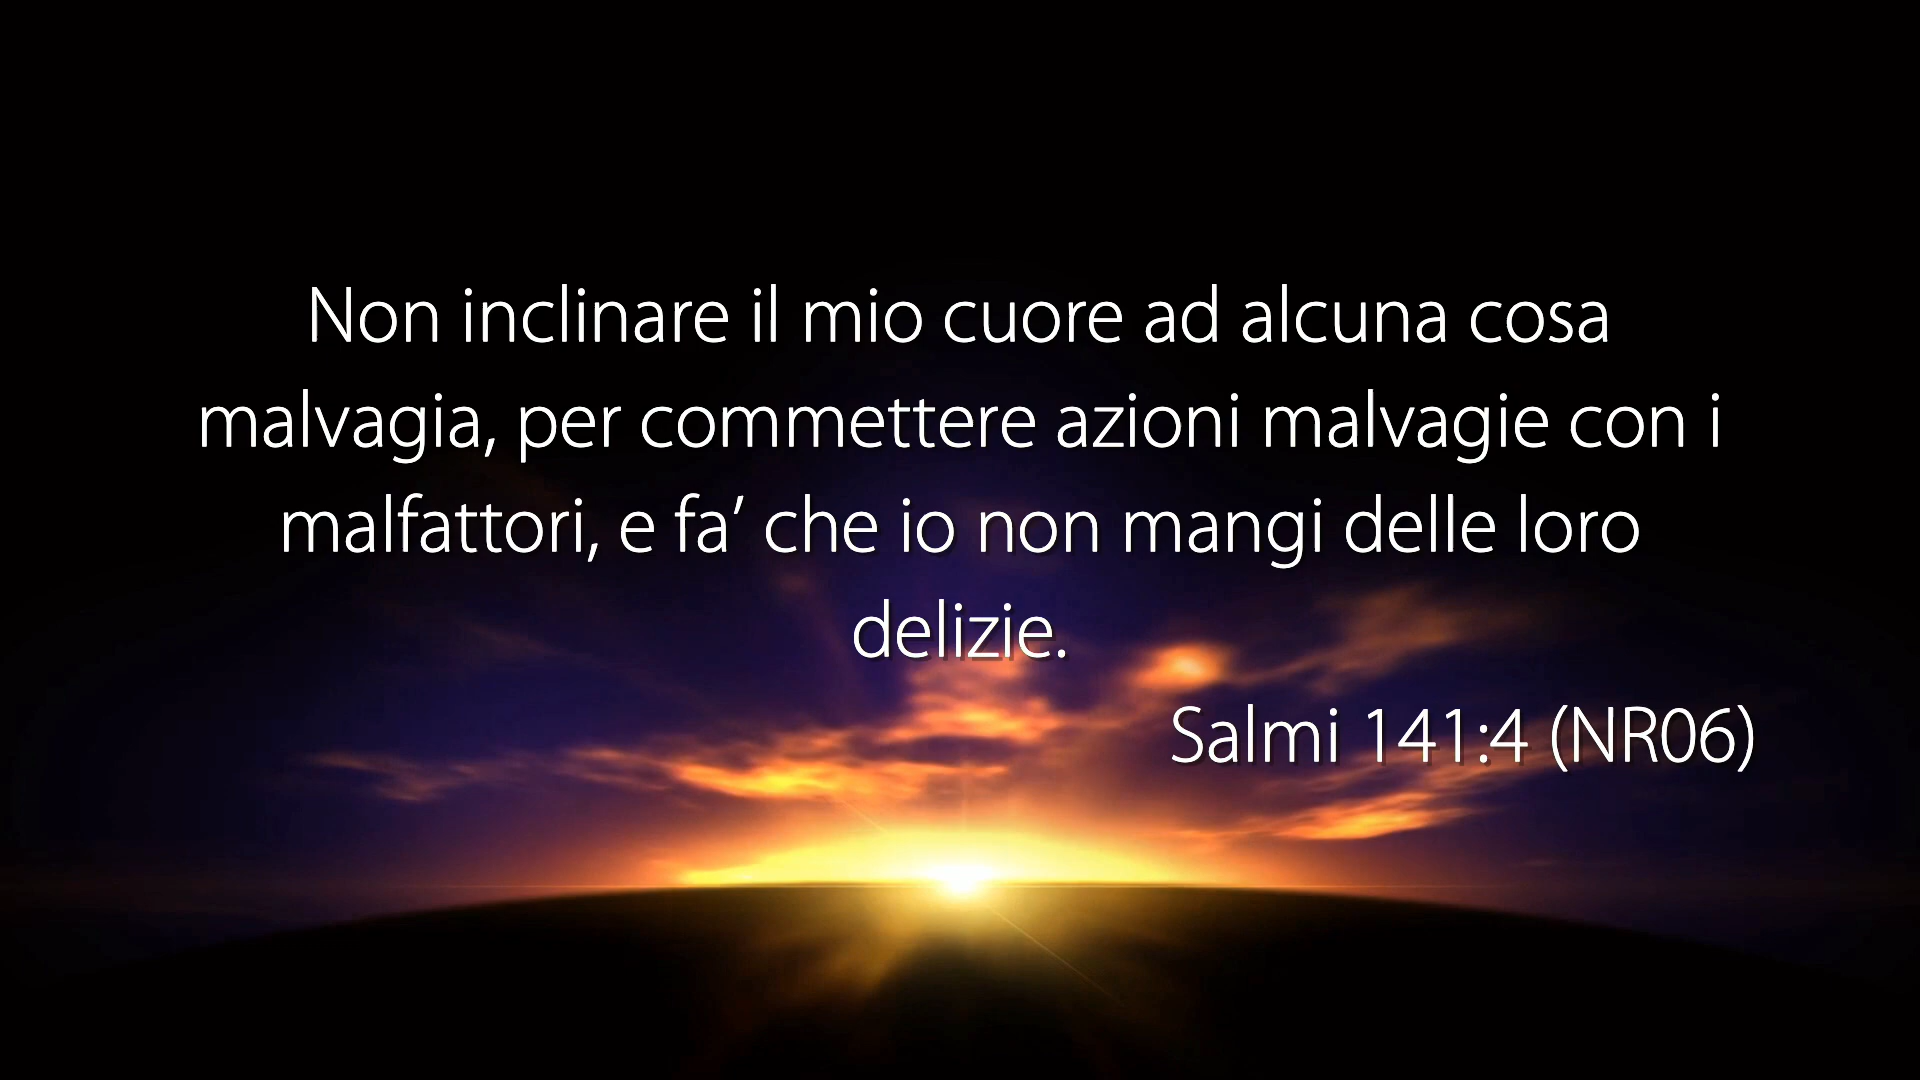 Non inclinare il mio cuore ad alcuna cosa
malvagia, per commettere azioni malvagie con i
malfattori, e fa’ che io non mangi delle loro
delizie.
Salmi 141:4 (NR06)